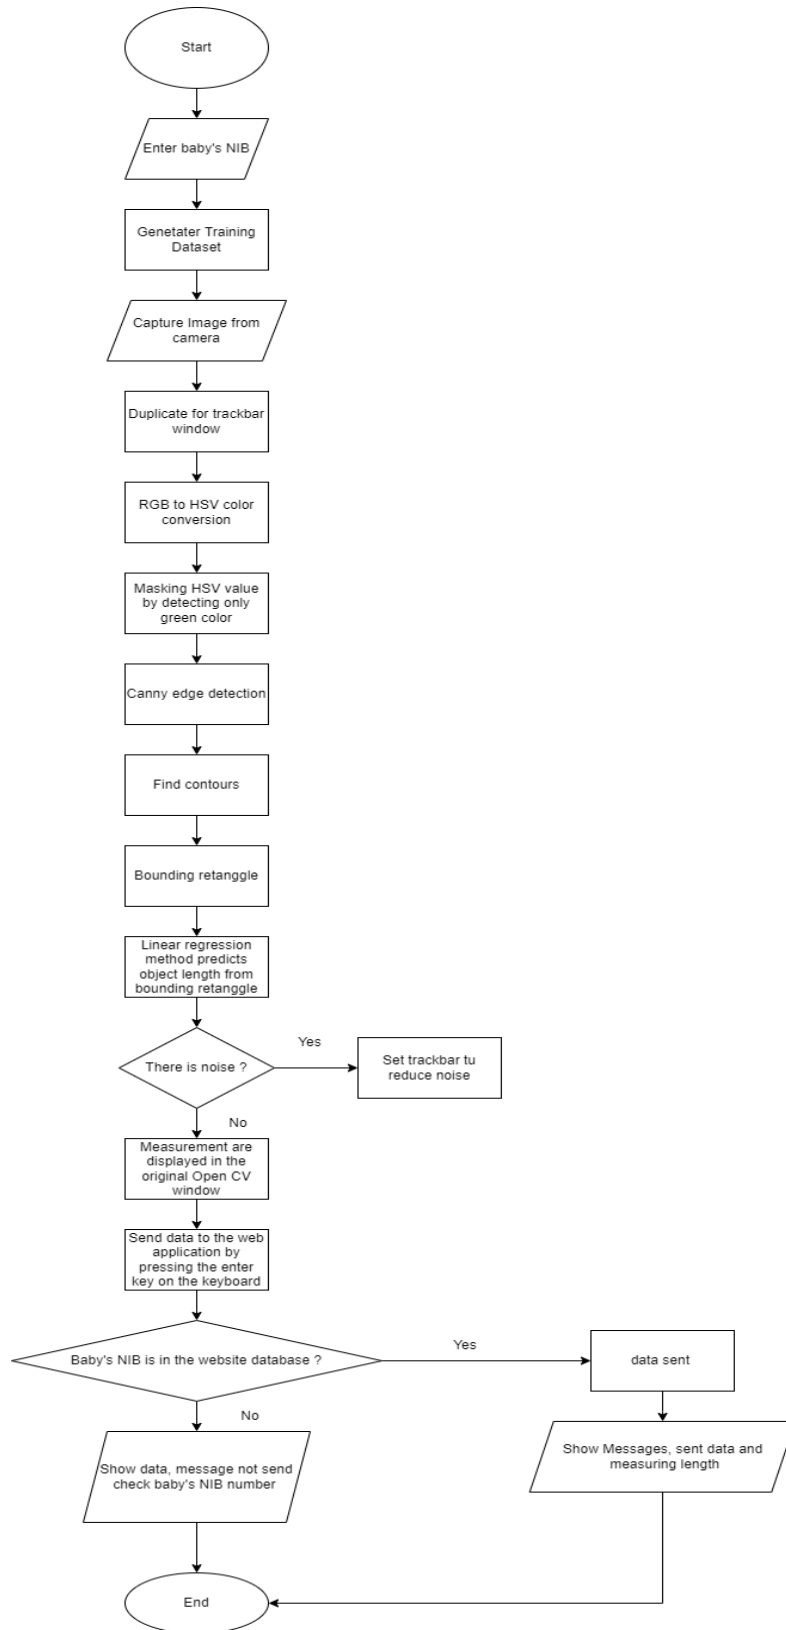 Start
Enter baby's NIB
Genetater Training
Dataset
Capture Image from
camera
Duplicate for trackbar
window
RGB to HSV color
conversion
Masking HSV value
by detecting only
green color
Canny edge detection
Find contours
Bounding retanggle
Linear regression
method predicts
object length from
bounding retanggle
There is noise ?
Yes
Set trackbar tu
reduce noise
No
Measurement are
displayed in the
original Open CV
window
Send data to the web
application by
pressing the enter
key on the keyboard
Baby's NIB is in the website database ?
Yes
data sent
No
Show Messages, sent data and
measuring length
Show data, message not send
check baby's NIB number
End